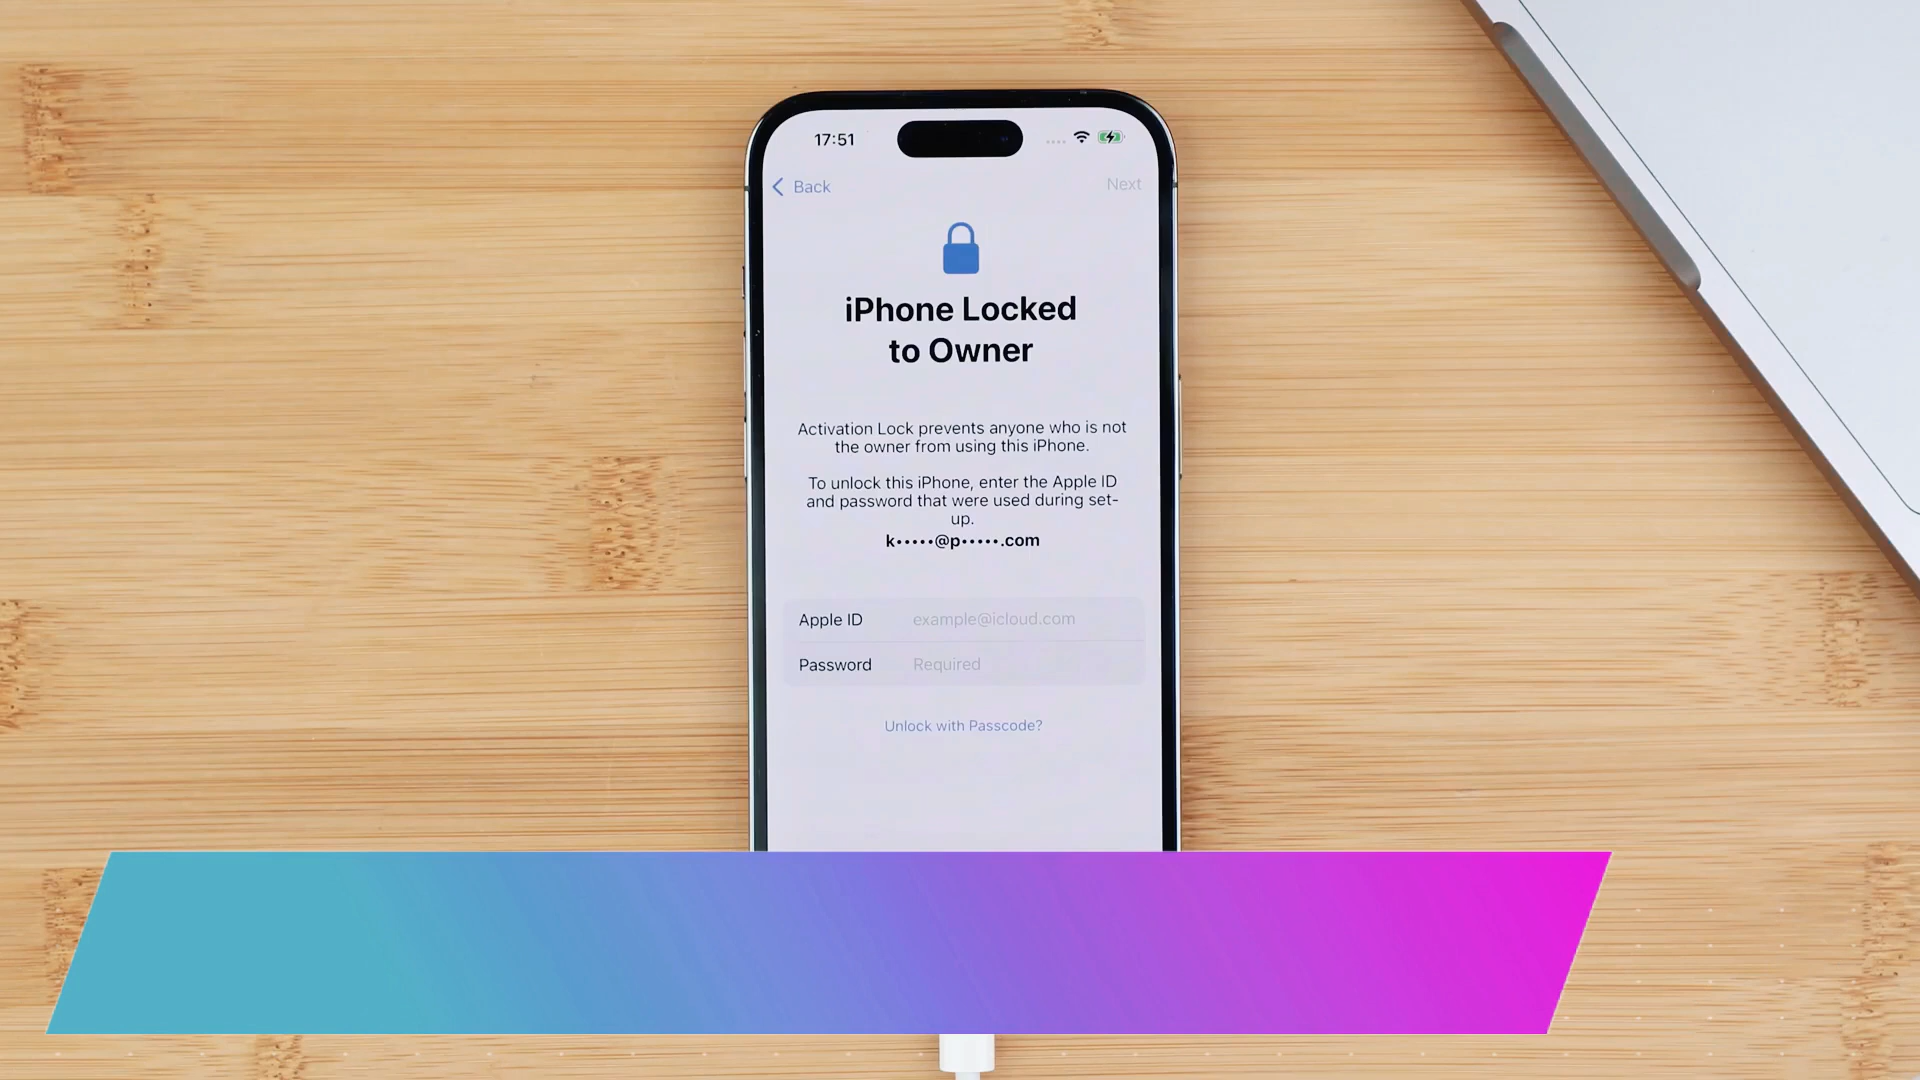 17:51
Back
Next
iPhone Locked
to Owner
Activation Lock prevents anyone who is not
the owner from using this iPhone.
To unlock this iPhone, enter the Apple ID
and password that were used during set-
up.
k•••••@p•••••.com
Apple ID example@icloud.com
Password Required
Unlock with Passcode?